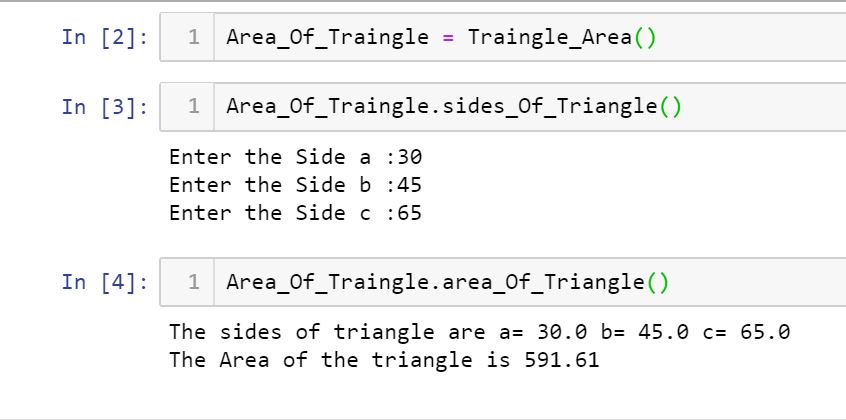 In [2]: 1 Area_Of_Traingle = Traingle_Area()
In [3]: 1 Area_Of_Traingle.sides_Of_Triangle()
Enter the Side a :30
Enter the Side b :45
Enter the Side c :65
In [4]: 1 Area_Of_Traingle.area_Of_Triangle()
The sides of triangle are a= 30.0 b= 45.0 c= 65.0
The Area of the triangle is 591.61